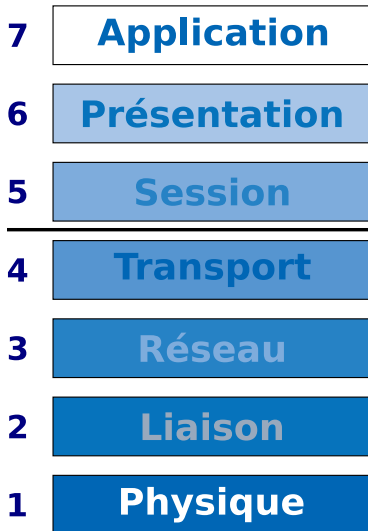 7 Application
6 Présentation
5 Session
4 Transport
3 Réseau
2 Liaison
1 Physique